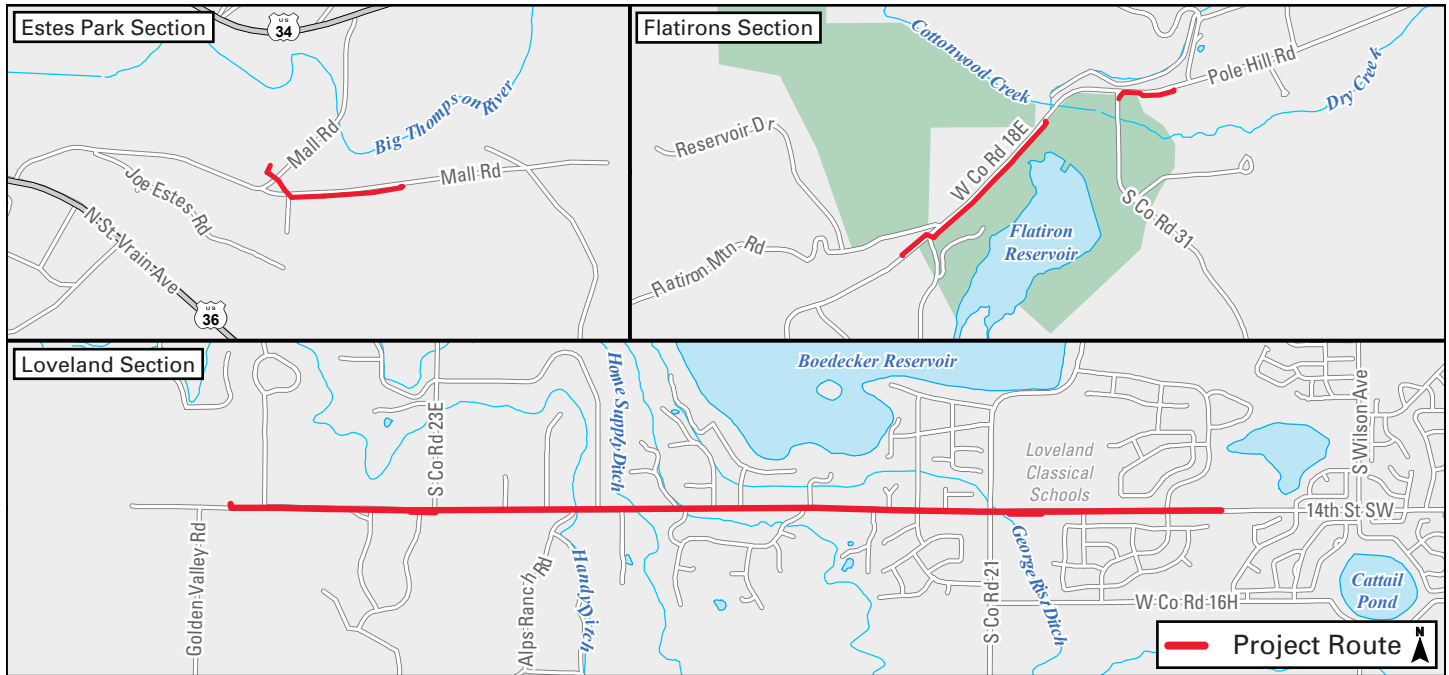 Estes Park Section
US
34
Big Thompson
River
Mall Rd
Mall Rd
Joe Estes Rd
N St Vrain Ave
US
36
Flatirons Section
Cottonwood Creek
Pole Hill Rd
Dry Creek
Reservoir Dr
W Co Rd 18E
S Co Rd 31
Flatiron
Reservoir
Flatiron Mtn Rd
Loveland Section
Boedecker Reservoir
Home Supply Ditch
S Co Rd 23E
S Wilson Ave
Loveland
Classical
Schools
14th St SW
Golden Valley Rd
Alps Ranch Rd
Handy Ditch
S Co Rd 21
George Rist Ditch
W Co Rd 16H
Cattail
Pond
Project Route
N